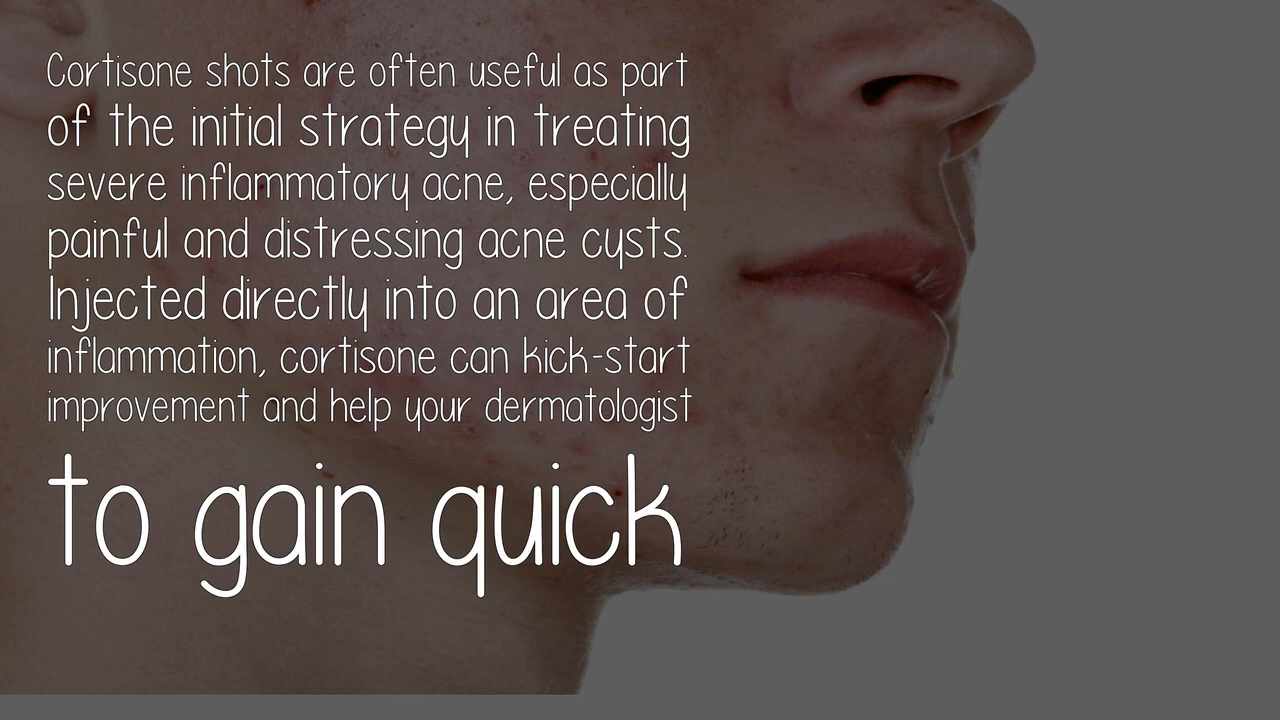 Cortisone shots are often useful as part
of the initial strategy in treating
severe inflammatory acne, especially
painful and distressing acne cysts.
Injected directly into an area of
inflammation, cortisone can kick-start
improvement and help your dermatologist
to gain quick